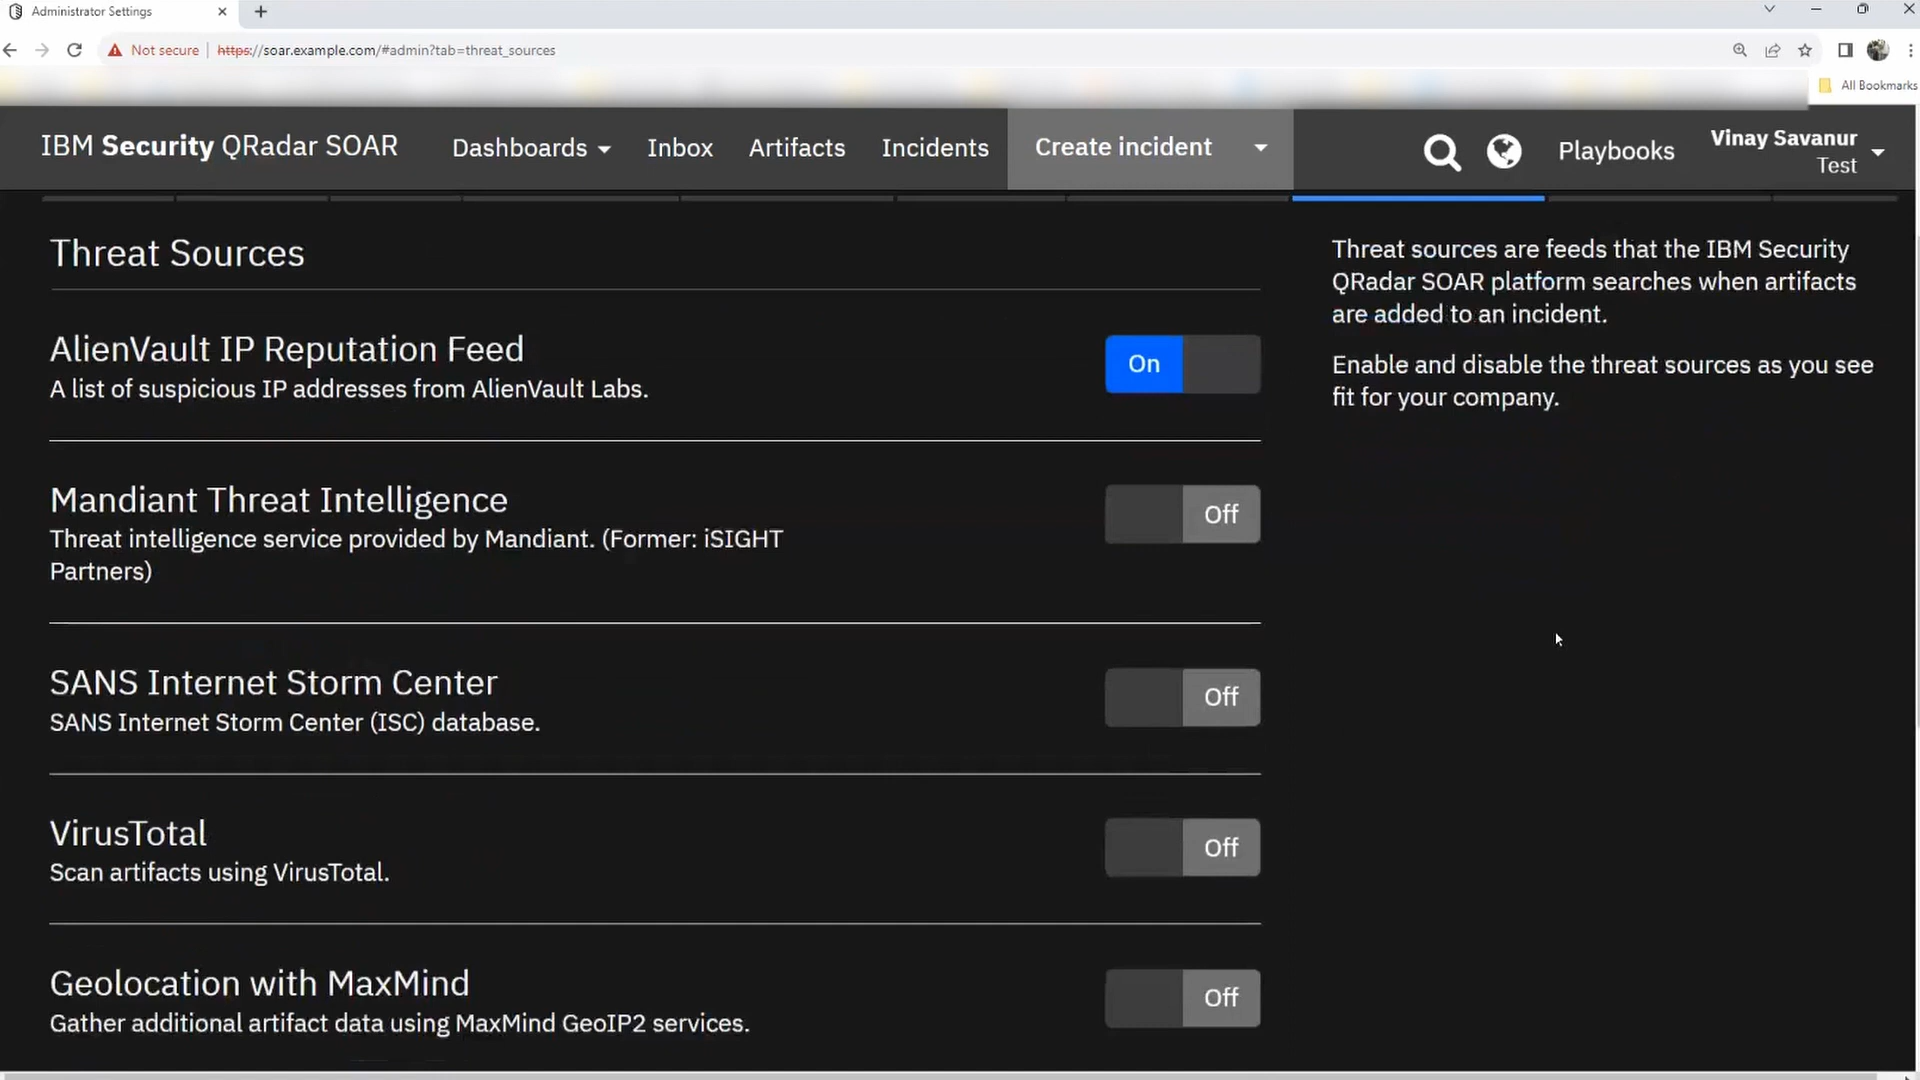 Administrator Settings
Not secure | https://soar.example.com/#admin?tab=threat_sources
All Bookmarks
IBM Security QRadar SOAR
Dashboards
Inbox
Artifacts
Incidents
Create incident
Playbooks
Vinay Savanur
Test
Threat Sources
AlienVault IP Reputation Feed
A list of suspicious IP addresses from AlienVault Labs.
On
Mandiant Threat Intelligence
Threat intelligence service provided by Mandiant. (Former: iSIGHT
Partners)
Off
SANS Internet Storm Center
SANS Internet Storm Center (ISC) database.
Off
VirusTotal
Scan artifacts using VirusTotal.
Off
Geolocation with MaxMind
Gather additional artifact data using MaxMind GeoIP2 services.
Off
Threat sources are feeds that the IBM Security
QRadar SOAR platform searches when artifacts
are added to an incident.
Enable and disable the threat sources as you see
fit for your company.